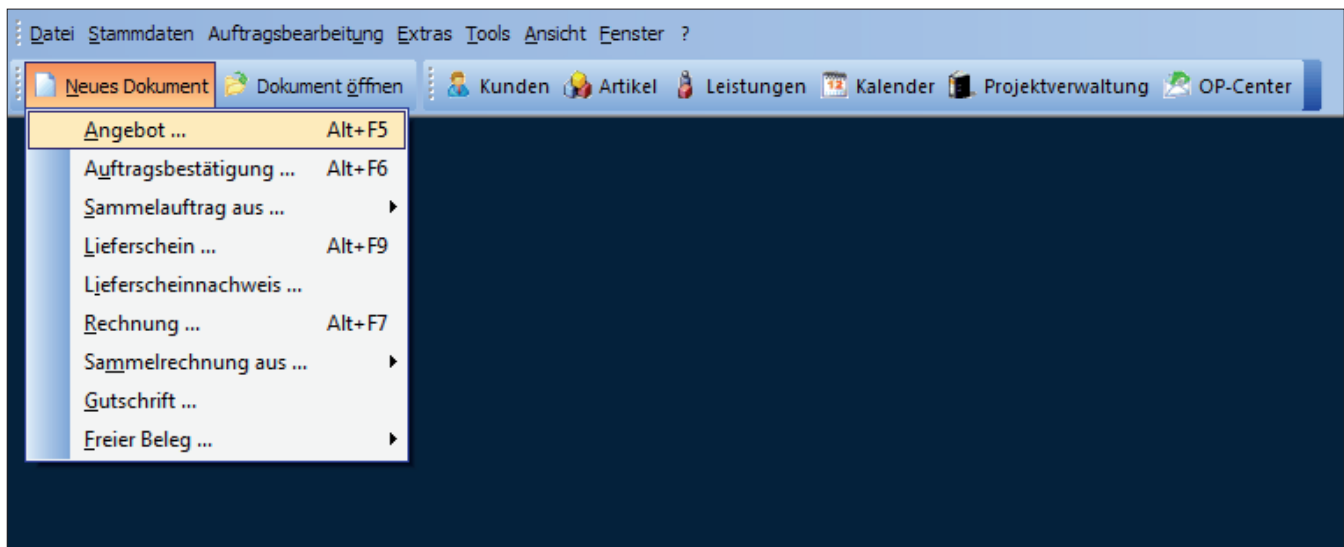 Datei Stammdaten Auftragsbearbeitung Extras Tools Ansicht Fenster ?
Neues Dokument Dokument öffnen Kunden Artikel Leistungen Kalender Projektverwaltung OP-Center
Angebot ... Alt+F5
Auftragsbestätigung ... Alt+F6
Sammelauftrag aus ...
Lieferschein ... Alt+F9
Lieferscheinnachweis ...
Rechnung ... Alt+F7
Sammelrechnung aus ...
Gutschrift ...
Freier Beleg ...